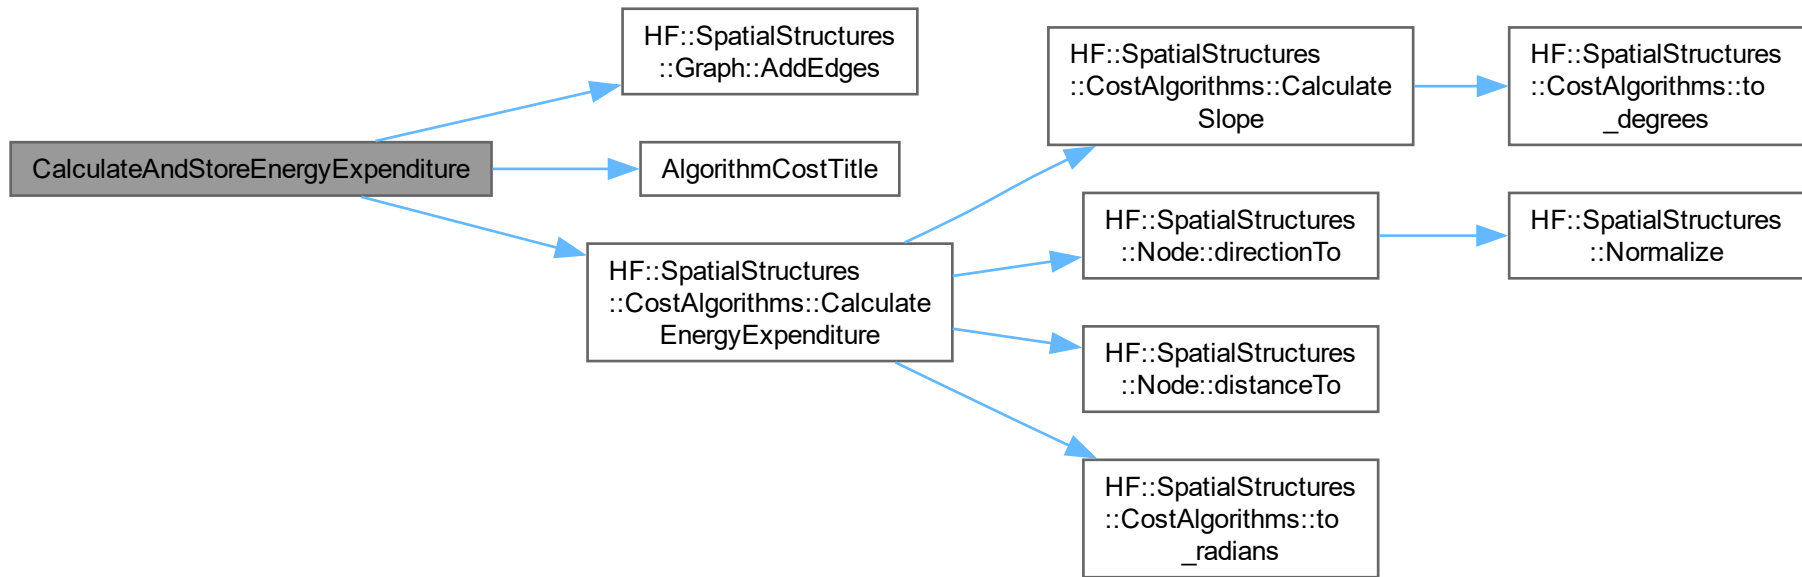 CalculateAndStoreEnergyExpenditure
HF::SpatialStructures
::Graph::AddEdges
AlgorithmCostTitle
HF::SpatialStructures
::CostAlgorithms::Calculate
EnergyExpenditure
HF::SpatialStructures
::CostAlgorithms::Calculate
Slope
HF::SpatialStructures
::CostAlgorithms::to
_degrees
HF::SpatialStructures
::Node::directionTo
HF::SpatialStructures
::Normalize
HF::SpatialStructures
::Node::distanceTo
HF::SpatialStructures
::CostAlgorithms::to
_radians